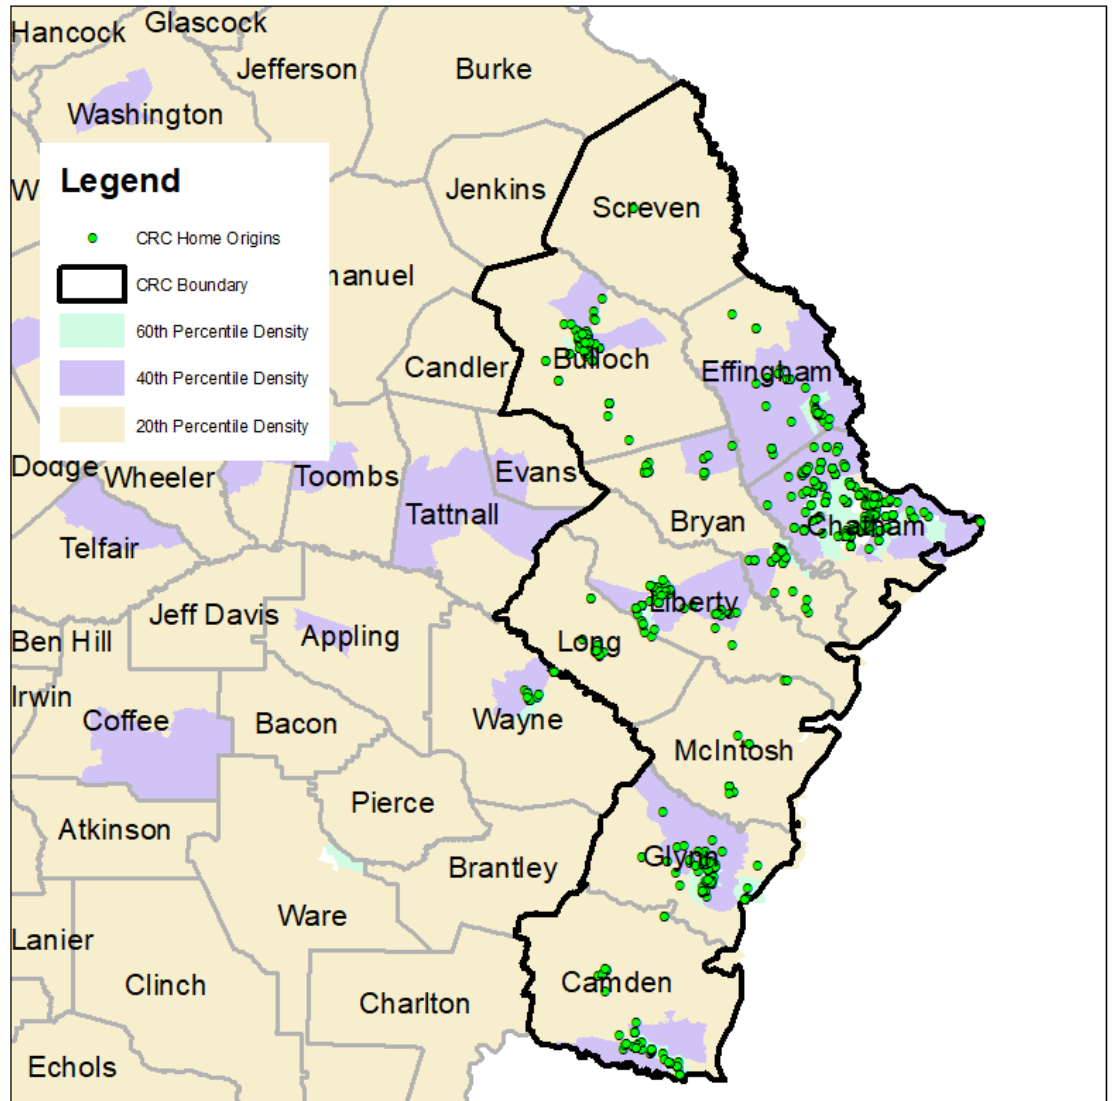 Hancock
Glascock
Jefferson
Burke
Washington
Legend
W
Jenkins
Screven
CRC Home Origins
CRC Boundary
manuel
60th Percentile Density
40th Percentile Density
20th Percentile Density
Candler
Bulloch
Effingham
Dodge
Wheeler
Toombs
Evans
Tattnall
Bryan
Chatham
Telfair
Liberty
Jeff Davis
Ben Hill
Appling
Long
Irwin
Coffee
Bacon
Wayne
McIntosh
Pierce
Atkinson
Glynn
Brantley
Ware
Lanier
Clinch
Camden
Charlton
Echols